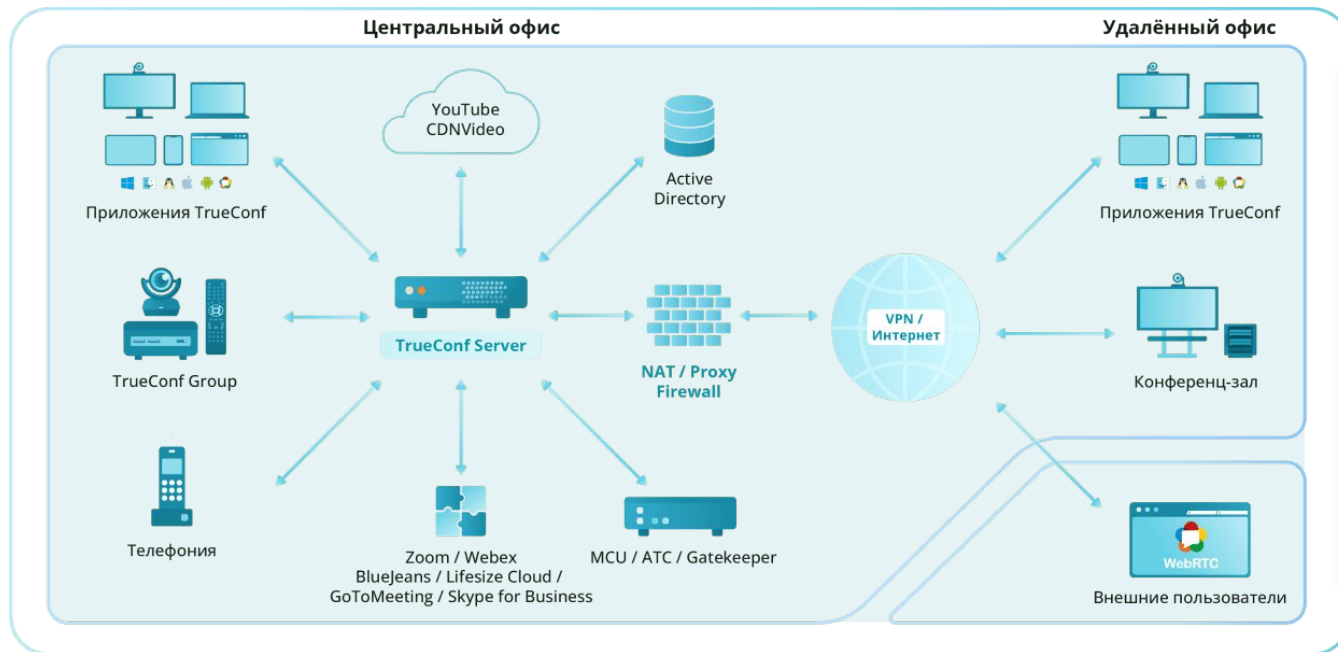 Центральный офис
Удалённый офис
YouTube
CDNVideo
Active
Directory
Приложения TrueConf
Приложения TrueConf
TrueConf Server
VPN /
Интернет
NAT / Proxy
Firewall
TrueConf Group
Конференц-зал
Телефония
Zoom / Webex
BlueJeans / Lifesize Cloud /
GoToMeeting / Skype for Business
MCU / АТС / Gatekeeper
WebRTC
Внешние пользователи